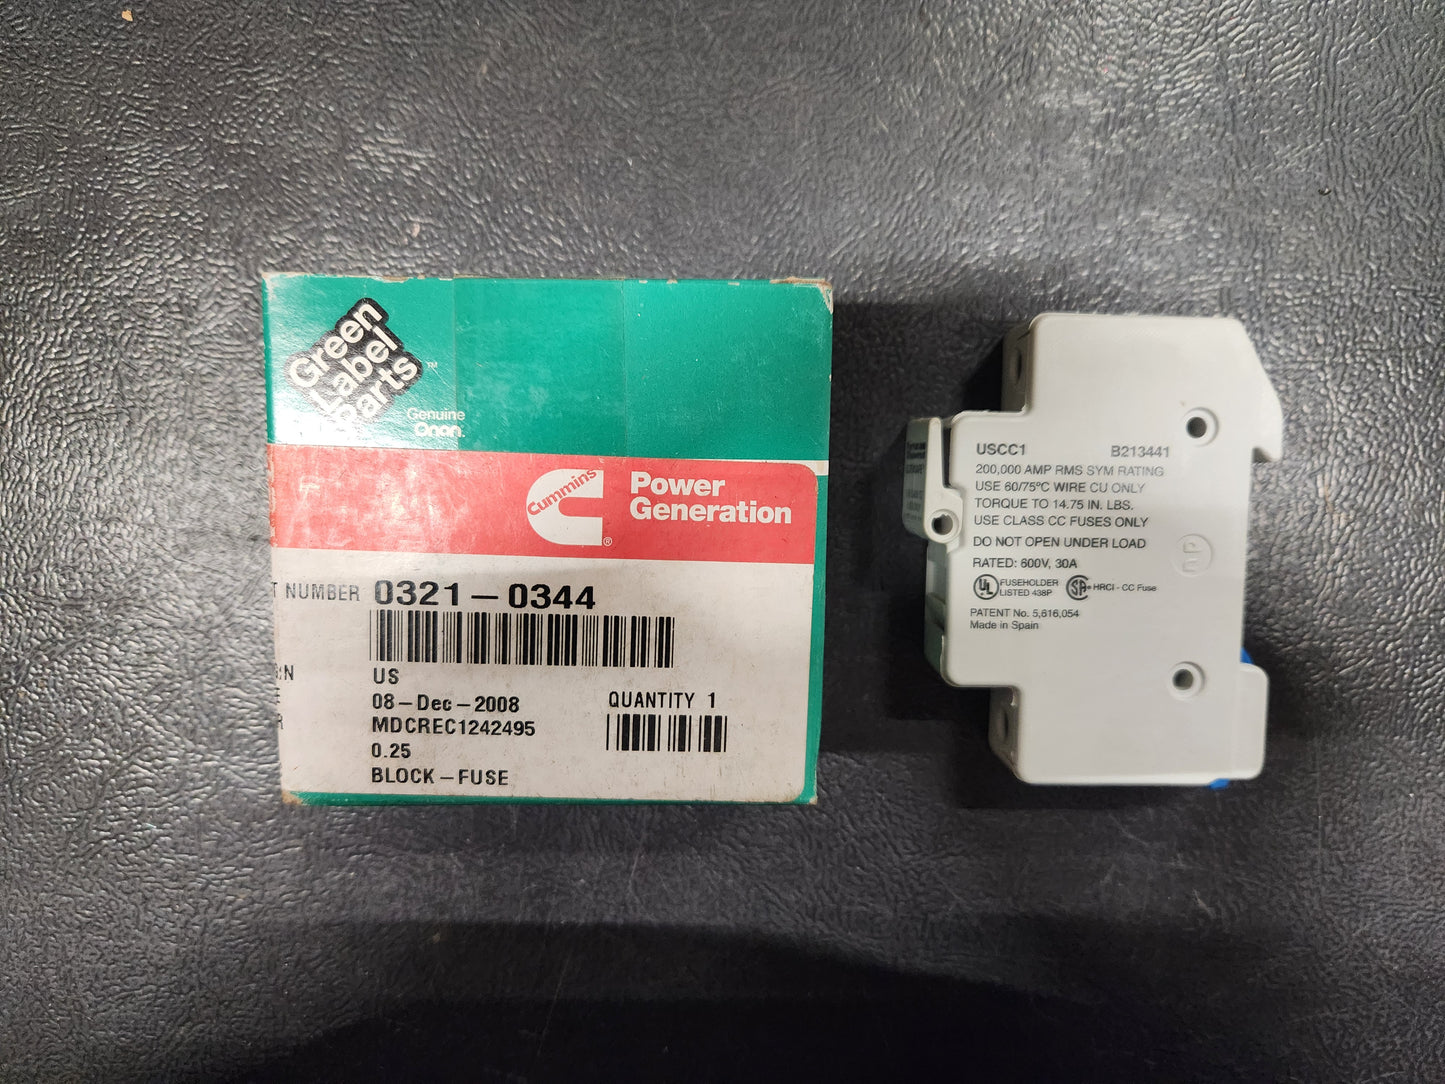 Green
Label
Parts™
Genuine
Onan
Cummins
®
Power
Generation
T NUMBER 0321-0344
US
08-Dec-2008
QUANTITY 1
MDCREC1242495
0.25
BLOCK-FUSE
USCC1 B213441
200,000 AMP RMS SYM RATING
USE 60/75°C WIRE CU ONLY
TORQUE TO 14.75 IN. LBS.
USE CLASS CC FUSES ONLY
DO NOT OPEN UNDER LOAD
RATED: 600V, 30A
UL FUSEHOLDER
LISTED 438P
SA HRCI - CC Fuse
PATENT No. 5,616,054
Made in Spain